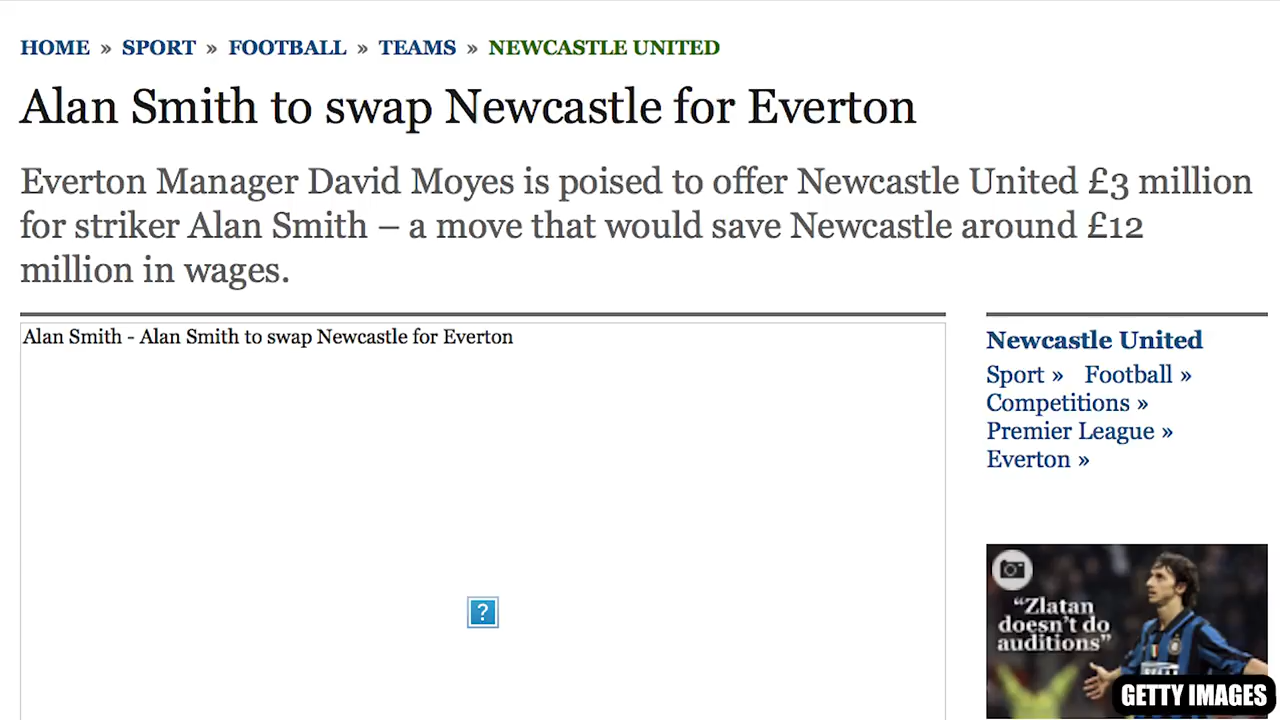 HOME » SPORT » FOOTBALL » TEAMS » NEWCASTLE UNITED
Alan Smith to swap Newcastle for Everton
Everton Manager David Moyes is poised to offer Newcastle United £3 million
for striker Alan Smith – a move that would save Newcastle around £12
million in wages.
Alan Smith - Alan Smith to swap Newcastle for Everton
?
Newcastle United
Sport » Football »
Competitions »
Premier League »
Everton »
“Zlatan
doesn’t do
auditions”
GETTY IMAGES